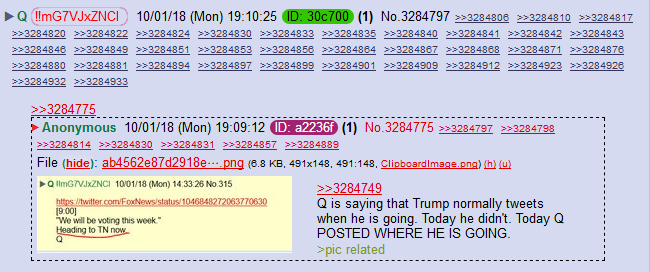 ▶ Q !!mG7VJxZNCI 10/01/18 (Mon) 19:10:25 ID: 30c700 (1) No.3284797 >>3284806 >>3284810 >>3284817
>>3284820 >>3284822 >>3284824 >>3284830 >>3284833 >>3284835 >>3284840 >>3284841 >>3284842 >>3284843
>>3284846 >>3284849 >>3284851 >>3284861 >>3284864 >>3284867 >>3284868 >>3284871 >>3284876
>>3284880 >>3284881 >>3284894 >>3284897 >>3284899 >>3284901 >>3284909 >>3284912 >>3284923 >>3284926
>>3284932 >>3284933
>>3284775
▶ Anonymous 10/01/18 (Mon) 19:09:12 ID: a2236f (1) No.3284775 >>3284797 >>3284798
>>3284814 >>3284830 >>3284831 >>3284857 >>3284889
File (hide): ab4562e87d2918e⋯.png (6.8 KB, 491x148, 491:148, ClipboardImage.png) (h) (u)
▶ Q !!mG7VJxZNCI 10/01/18 (Mon) 14:33:26 No.315
https://twitter.com/FoxNews/status/1046848272063770630
[9:00]
"We will be voting this week."
Heading to TN now.
Q
>>3284749
Q is saying that Trump normally tweets
when he is going. Today he didn't. Today Q
POSTED WHERE HE IS GOING.
>pic related